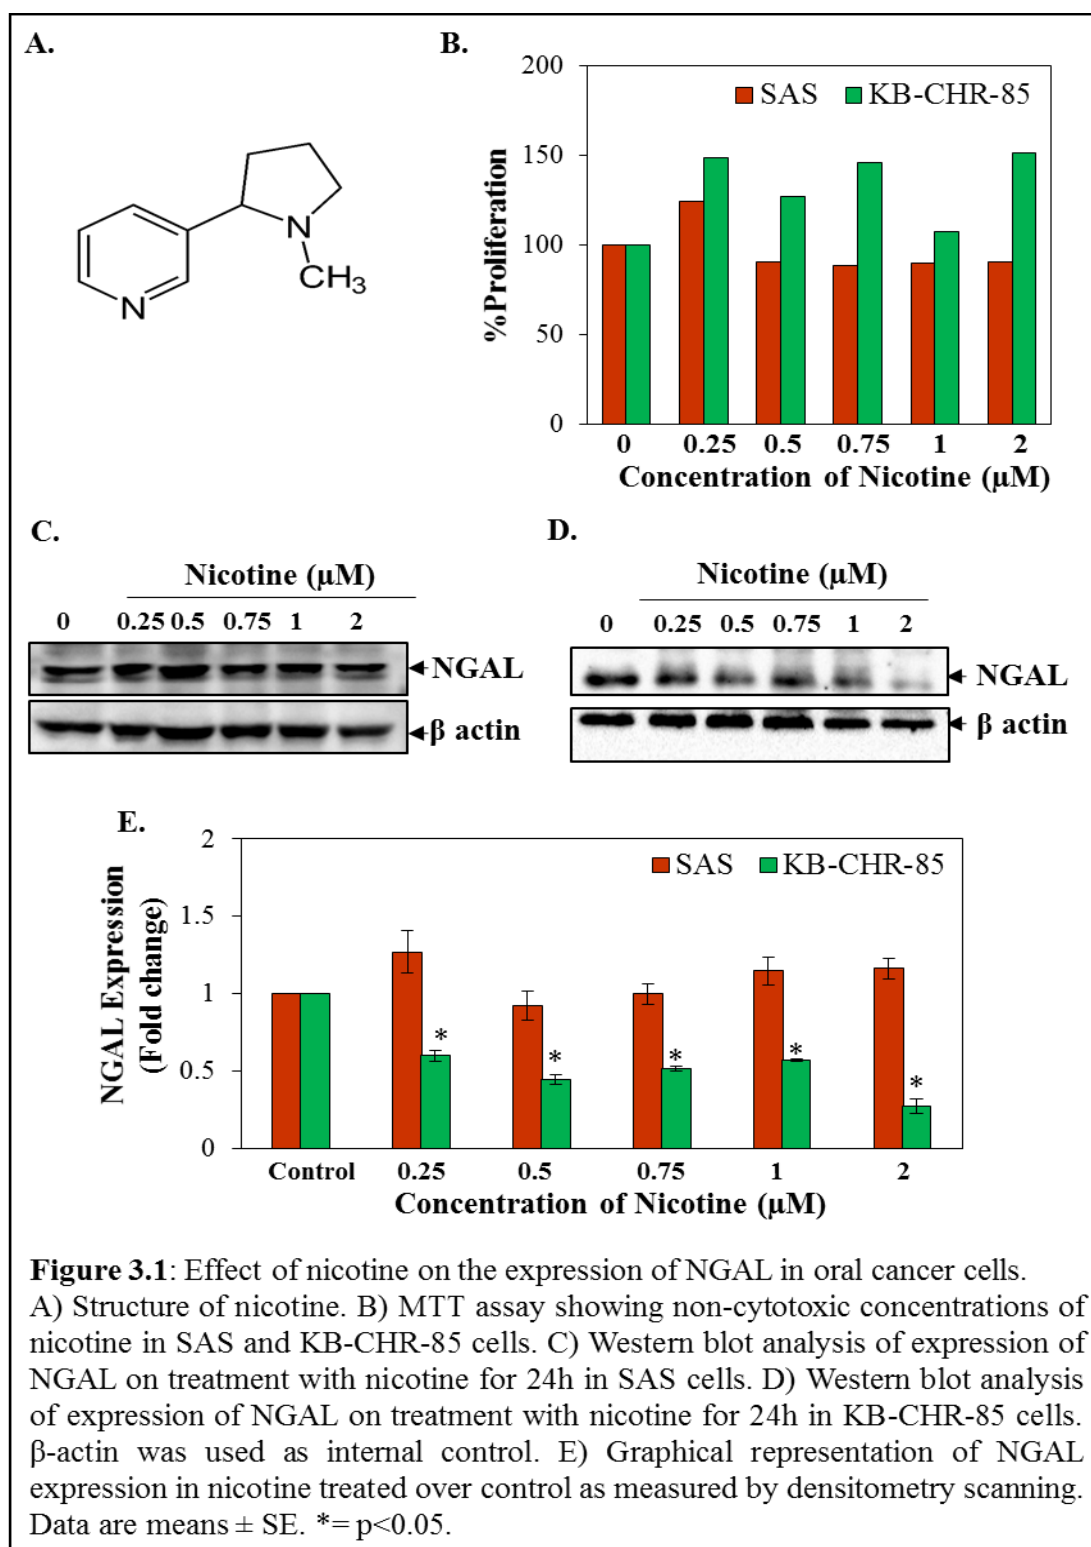 A.
N
N
CH3
B.
200
150
100
50
0
SAS
KB-CHR-85
%Proliferation
0 0.25 0.5 0.75 1 2
Concentration of Nicotine (μM)
C.
Nicotine (μM)
0 0.25 0.5 0.75 1 2
NGAL
β actin
D.
Nicotine (μM)
0 0.25 0.5 0.75 1 2
NGAL
β actin
E.
2
1.5
1
0.5
0
SAS
KB-CHR-85
NGAL Expression
(Fold change)
* * * * *
Control 0.25 0.5 0.75 1 2
Concentration of Nicotine (μM)
Figure 3.1: Effect of nicotine on the expression of NGAL in oral cancer cells.
A) Structure of nicotine. B) MTT assay showing non-cytotoxic concentrations of
nicotine in SAS and KB-CHR-85 cells. C) Western blot analysis of expression of
NGAL on treatment with nicotine for 24h in SAS cells. D) Western blot analysis
of expression of NGAL on treatment with nicotine for 24h in KB-CHR-85 cells.
β-actin was used as internal control. E) Graphical representation of NGAL
expression in nicotine treated over control as measured by densitometry scanning.
Data are means ± SE. *= p<0.05.